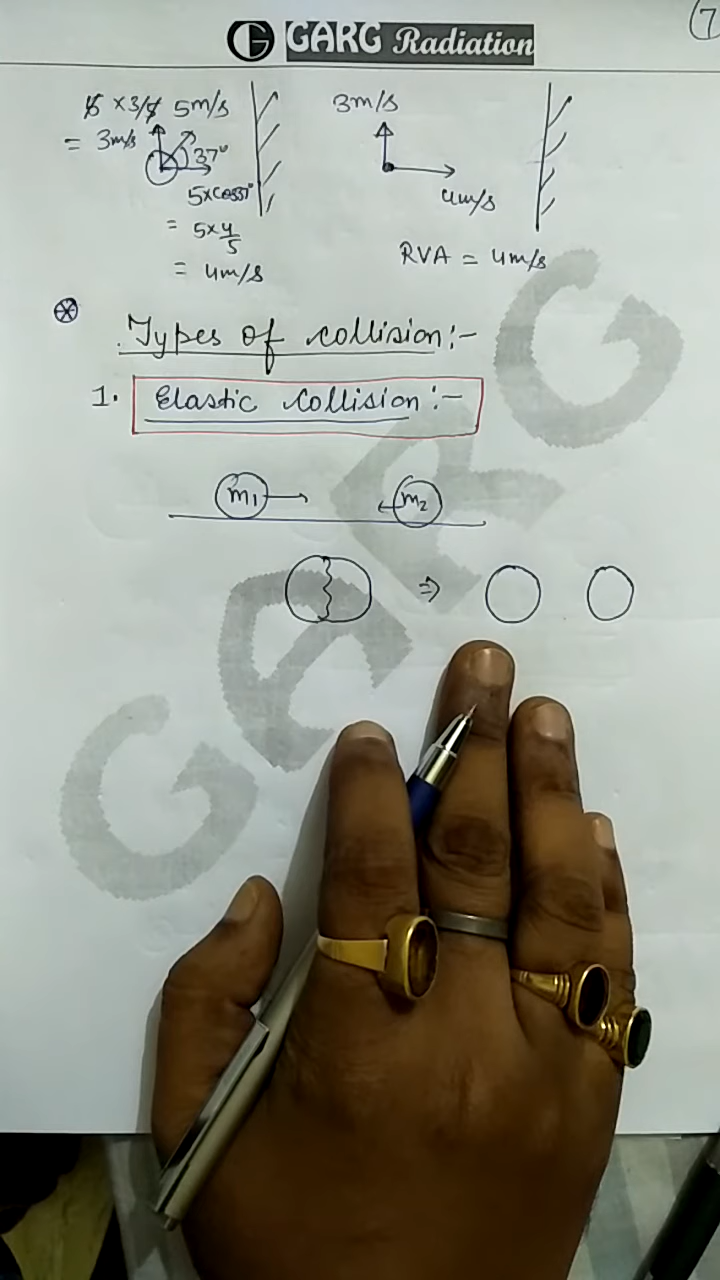 7
G GARG Radiation
5 × 3/5 5m/s
= 3m/s 37°
5×cos37°
= 5×4/5
= 4m/s
3m/s
4m/s
RVA = 4m/s
Types of collision:-
1. Elastic Collision:-
m1 m2
⇒
GARG